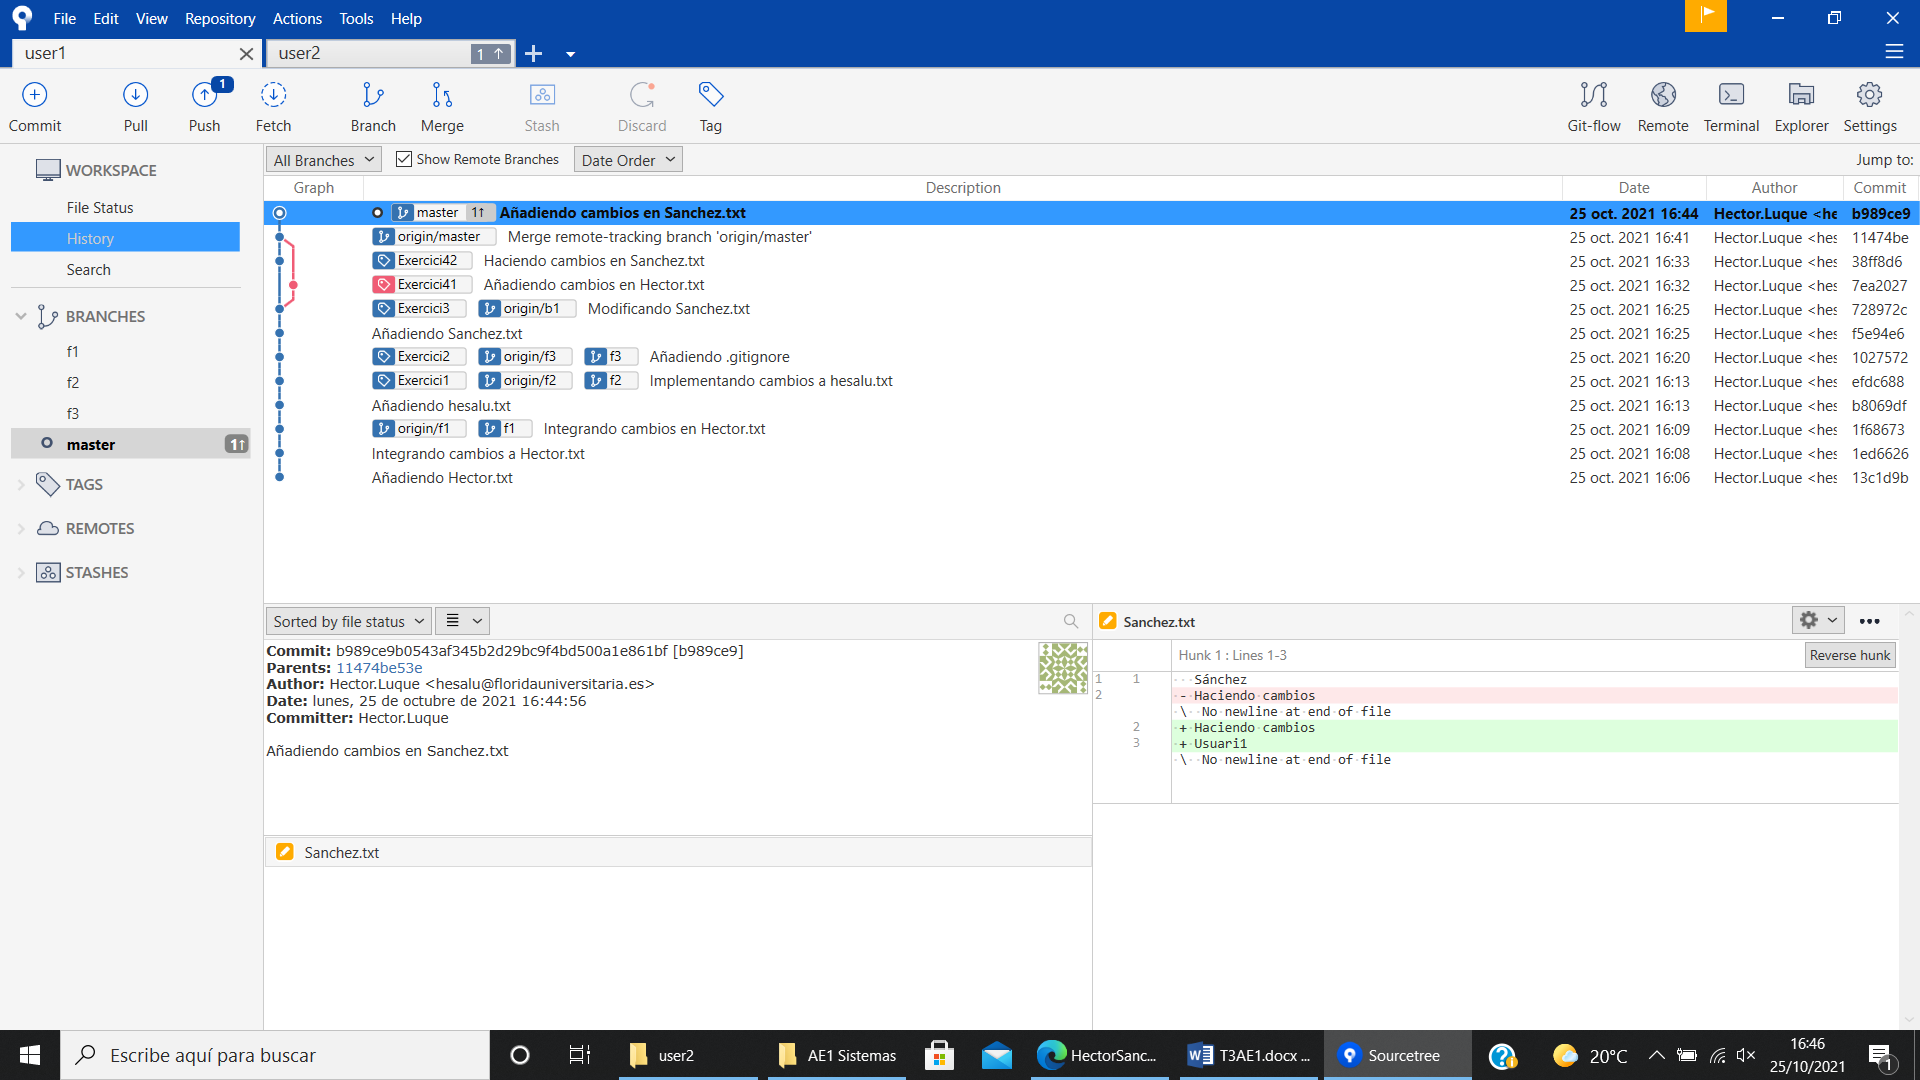 File Edit View Repository Actions Tools Help
user1 user2 1↑
1
Commit Pull Push Fetch Branch Merge Stash Discard Tag Git-flow Remote Terminal Explorer Settings
WORKSPACE
File Status
History
Search
BRANCHES
f1
f2
f3
master 1↑
TAGS
REMOTES
STASHES
All Branches Show Remote Branches Date Order Jump to:
Graph Description Date Author Commit
master 1↑ Añadiendo cambios en Sanchez.txt 25 oct. 2021 16:44 Hector.Luque <he b989ce9
origin/master Merge remote-tracking branch 'origin/master' 25 oct. 2021 16:41 Hector.Luque <hes 11474be
Exercici42 Haciendo cambios en Sanchez.txt 25 oct. 2021 16:33 Hector.Luque <hes 38ff8d6
Exercici41 Añadiendo cambios en Hector.txt 25 oct. 2021 16:32 Hector.Luque <hes 7ea2027
Exercici3 origin/b1 Modificando Sanchez.txt 25 oct. 2021 16:25 Hector.Luque <hes 728972c
Añadiendo Sanchez.txt 25 oct. 2021 16:25 Hector.Luque <hes f5e94e6
Exercici2 origin/f3 f3 Añadiendo .gitignore 25 oct. 2021 16:20 Hector.Luque <hes 1027572
Exercici1 origin/f2 f2 Implementando cambios a hesalu.txt 25 oct. 2021 16:13 Hector.Luque <hes efdc688
Añadiendo hesalu.txt 25 oct. 2021 16:13 Hector.Luque <hes b8069df
origin/f1 f1 Integrando cambios en Hector.txt 25 oct. 2021 16:09 Hector.Luque <hes 1f68673
Integrando cambios a Hector.txt 25 oct. 2021 16:08 Hector.Luque <hes 1ed6626
Añadiendo Hector.txt 25 oct. 2021 16:06 Hector.Luque <hes 13c1d9b
Sorted by file status
Commit: b989ce9b0543af345b2d29bc9f4bd500a1e861bf [b989ce9]
Parents: 11474be53e
Author: Hector.Luque <hesalu@floridauniversitaria.es>
Date: lunes, 25 de octubre de 2021 16:44:56
Committer: Hector.Luque
Añadiendo cambios en Sanchez.txt
Sanchez.txt
Sanchez.txt
Hunk 1 : Lines 1-3 Reverse hunk
1 1 Sánchez
2 - Haciendo cambios
\ No newline at end of file
2 + Haciendo cambios
3 + Usuari1
\ No newline at end of file
Escribe aquí para buscar user2 AE1 Sistemas HectorSanc... T3AE1.docx ... Sourcetree 20°C 16:46
25/10/2021 1